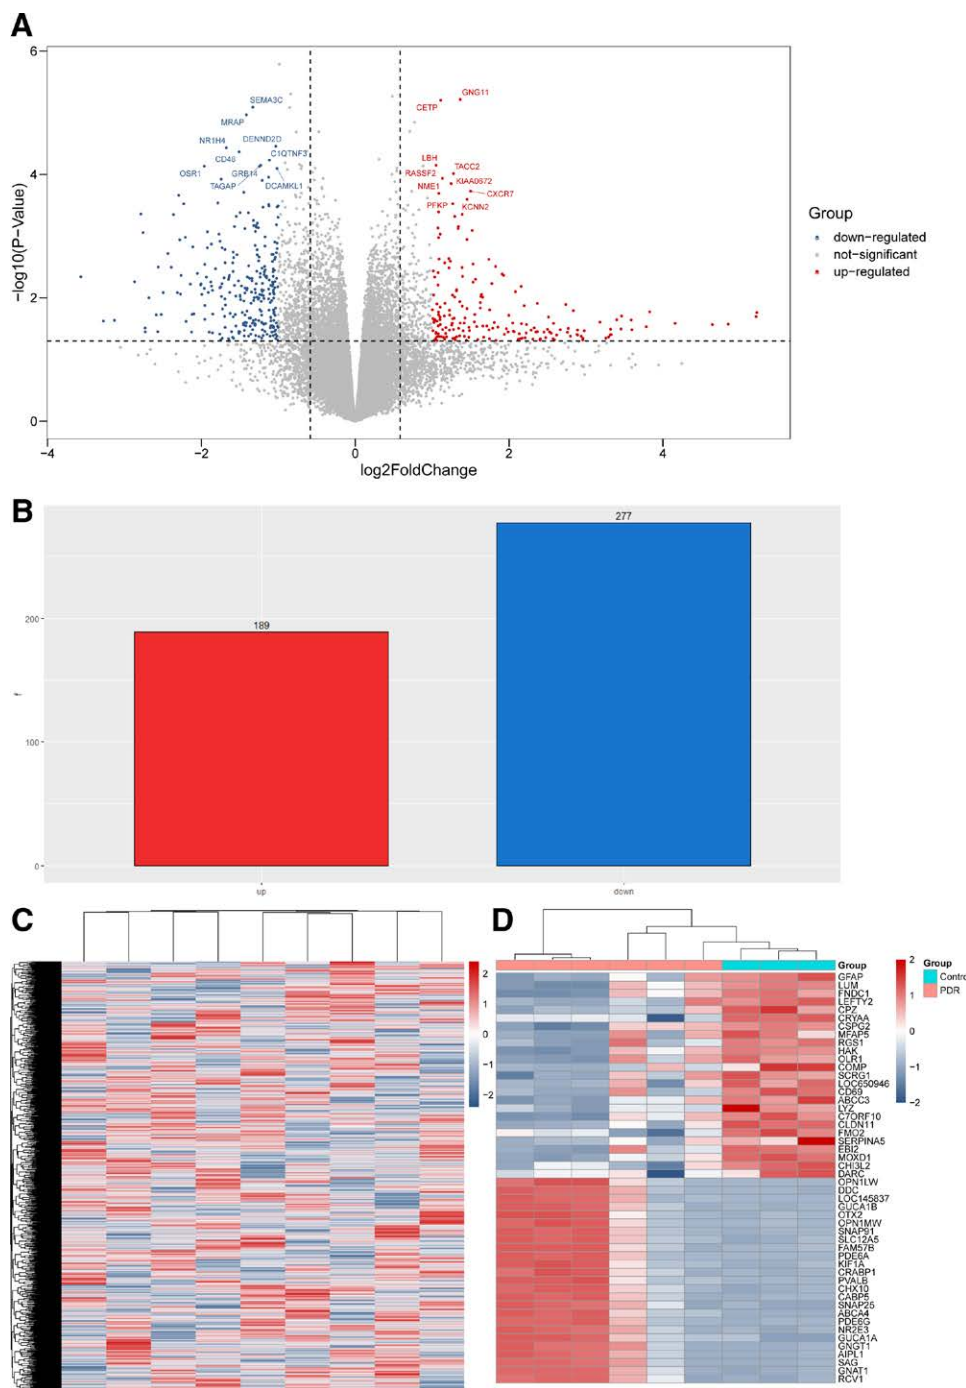 A
6
4
2
0
−log10(P−Value)
−4
−2
0
2
4
log2FoldChange
SEMA3C
MRAP
NR1H4
DENND2D
CD46
C1QTNF3
OSR1
GRB14
TAGAP
DCAMKL1
GNG11
CETP
LBH
TACC2
RASSF2
KIAA0672
NME1
CXCR7
PFKP
KCNN2
Group
down−regulated
not−significant
up−regulated
B
277
189
200
100
0
f
up
down
C
2
1
0
−1
−2
D
Group
GFAP
LUM
FNDC1
LEFTY2
CPZ
CRYAA
CSPG2
MFAP5
RGS1
HAK
OLR1
COMP
SCRG1
LOC650946
CD69
ABCC3
LYZ
C7ORF10
CLDN11
FMO2
SERPINA5
EBI2
MOXD1
CHI3L2
DARC
OPN1LW
DDC
LOC145837
GUCA1B
OTX2
OPN1MW
SNAP91
SLC12A5
FAM57B
PDE6A
KIF1A
CRABP1
PVALB
CHX10
CABP5
SNAP25
ABCA4
PDE6G
NR2E3
GUCA1A
GNGT1
AIPL1
SAG
GNAT1
RCV1
2
1
0
−1
−2
Group
Contro
PDR